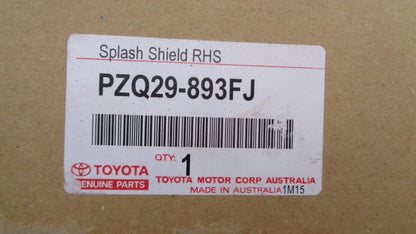 Splash Shield RHS
PZQ29-893FJ
QTY: 1
TOYOTA
GENUINE PARTS
TOYOTA MOTOR CORP AUSTRALIA
MADE IN AUSTRALIA 1M15